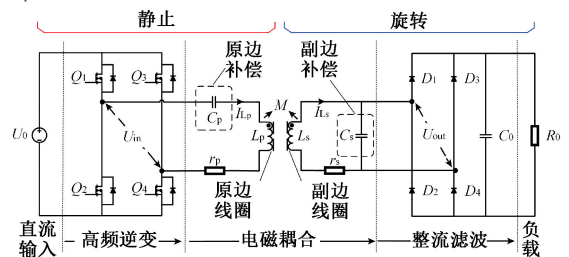 静止
旋转
原边
补偿
副边
补偿
Q1
Q3
Cp
ILp
M
ILs
D1
D3
U0
Uin
Lp
Ls
Cs
Uout
C0
R0
rp
rs
Q2
Q4
D2
D4
原边
线圈
副边
线圈
直流
输入
高频逆变
电磁耦合
整流滤波
负
载